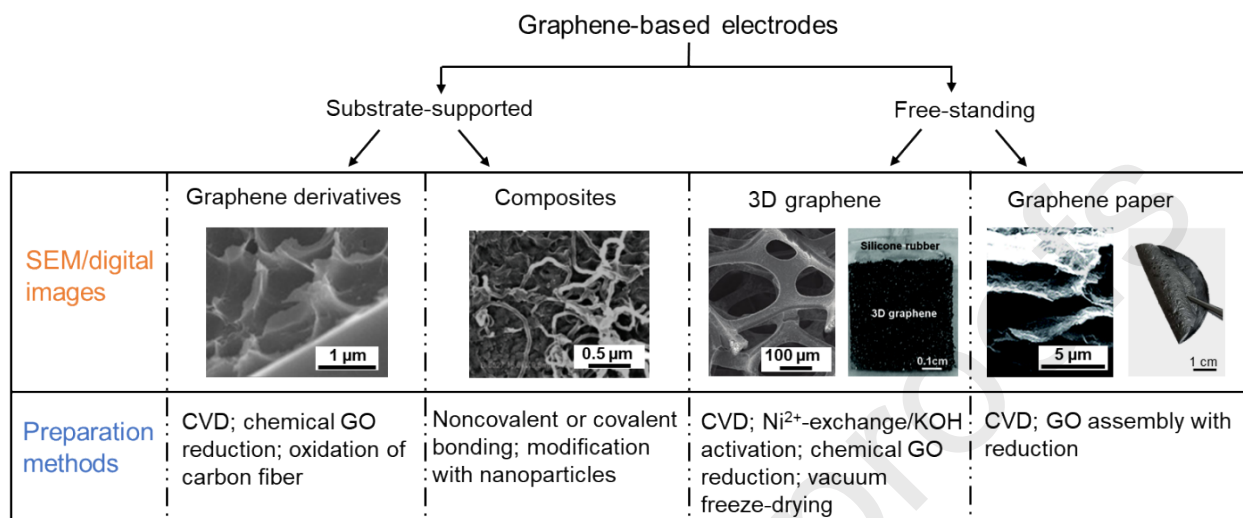 Graphene-based electrodes
Substrate-supported
Free-standing
SEM/digital
images
Graphene derivatives
1 µm
Composites
0.5 µm
3D graphene
100 µm
Silicone rubber
3D graphene
0.1cm
Graphene paper
5 µm
1 cm
Preparation
methods
CVD; chemical GO
reduction; oxidation of
carbon fiber
Noncovalent or covalent
bonding; modification
with nanoparticles
CVD; Ni²⁺-exchange/KOH
activation; chemical GO
reduction; vacuum
freeze-drying
CVD; GO assembly with
reduction
proofs